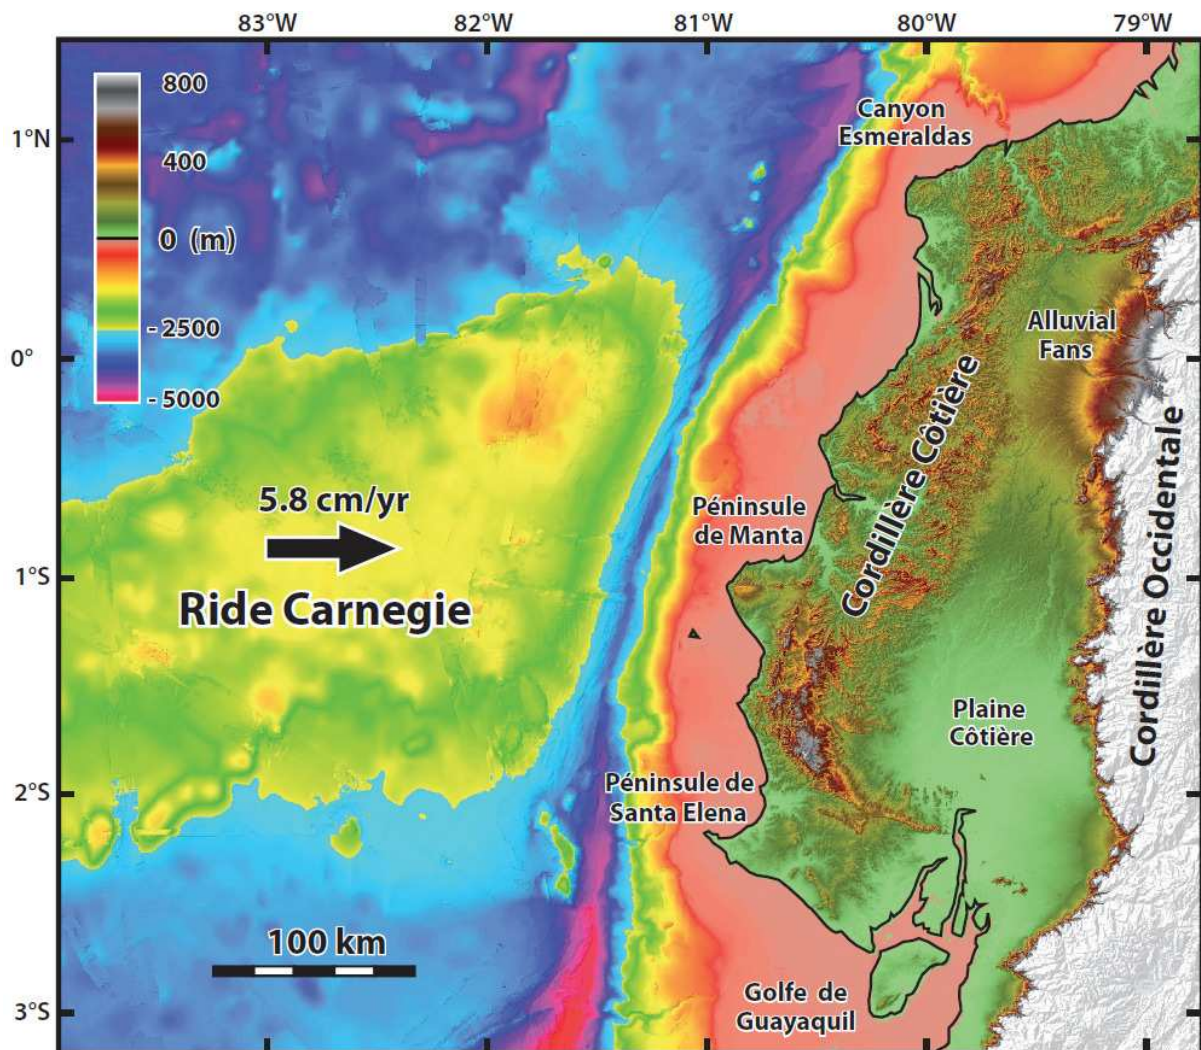 83°W
82°W
81°W
80°W
79°W
800
400
0 (m)
- 2500
- 5000
1°N
0°
1°S
2°S
3°S
Canyon
Esmeraldas
Alluvial
Fans
Cordillère Côtière
Cordillère Occidentale
5.8 cm/yr
Ride Carnegie
Péninsule
de Manta
Plaine
Côtière
Péninsule de
Santa Elena
100 km
Golfe de
Guayaquil